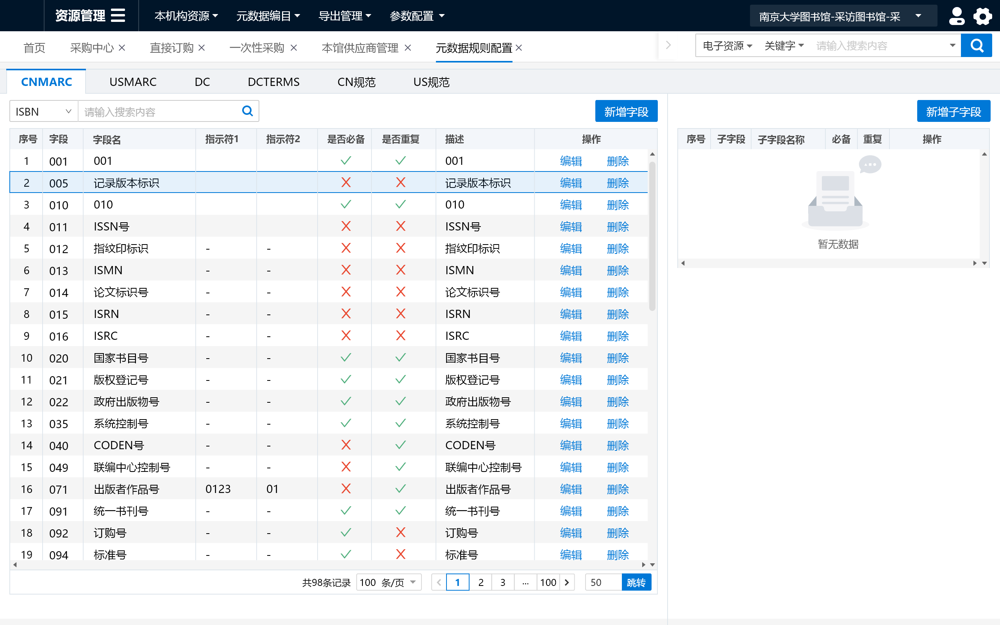 资源管理 本机构资源 元数据编目 导出管理 参数配置 南京大学图书馆-采访图书馆-采
首页 采购中心 直接订购 一次性采购 本馆供应商管理 元数据规则配置 电子资源 关键字 请输入搜索内容
CNMARC USMARC DC DCTERMS CN规范 US规范
ISBN 请输入搜索内容 新增字段 新增子字段
序号 字段 字段名 指示符1 指示符2 是否必备 是否重复 描述 操作
1 001 001 001 编辑 删除
2 005 记录版本标识 记录版本标识 编辑 删除
3 010 010 010 编辑 删除
4 011 ISSN号 ISSN号 编辑 删除
5 012 指纹印标识 - - 指纹印标识 编辑 删除
6 013 ISMN - - ISMN 编辑 删除
7 014 论文标识号 - - 论文标识号 编辑 删除
8 015 ISRN - - ISRN 编辑 删除
9 016 ISRC - - ISRC 编辑 删除
10 020 国家书目号 - - 国家书目号 编辑 删除
11 021 版权登记号 - - 版权登记号 编辑 删除
12 022 政府出版物号 - - 政府出版物号 编辑 删除
13 035 系统控制号 - - 系统控制号 编辑 删除
14 040 CODEN号 - - CODEN号 编辑 删除
15 049 联编中心控制号 - - 联编中心控制号 编辑 删除
16 071 出版者作品号 0123 01 出版者作品号 编辑 删除
17 091 统一书刊号 - - 统一书刊号 编辑 删除
18 092 订购号 - - 订购号 编辑 删除
19 094 标准号 - - 标准号 编辑 删除
共98条记录 100 条/页 1 2 3 ... 100 50 跳转
序号 子字段 子字段名称 必备 重复 操作
暂无数据